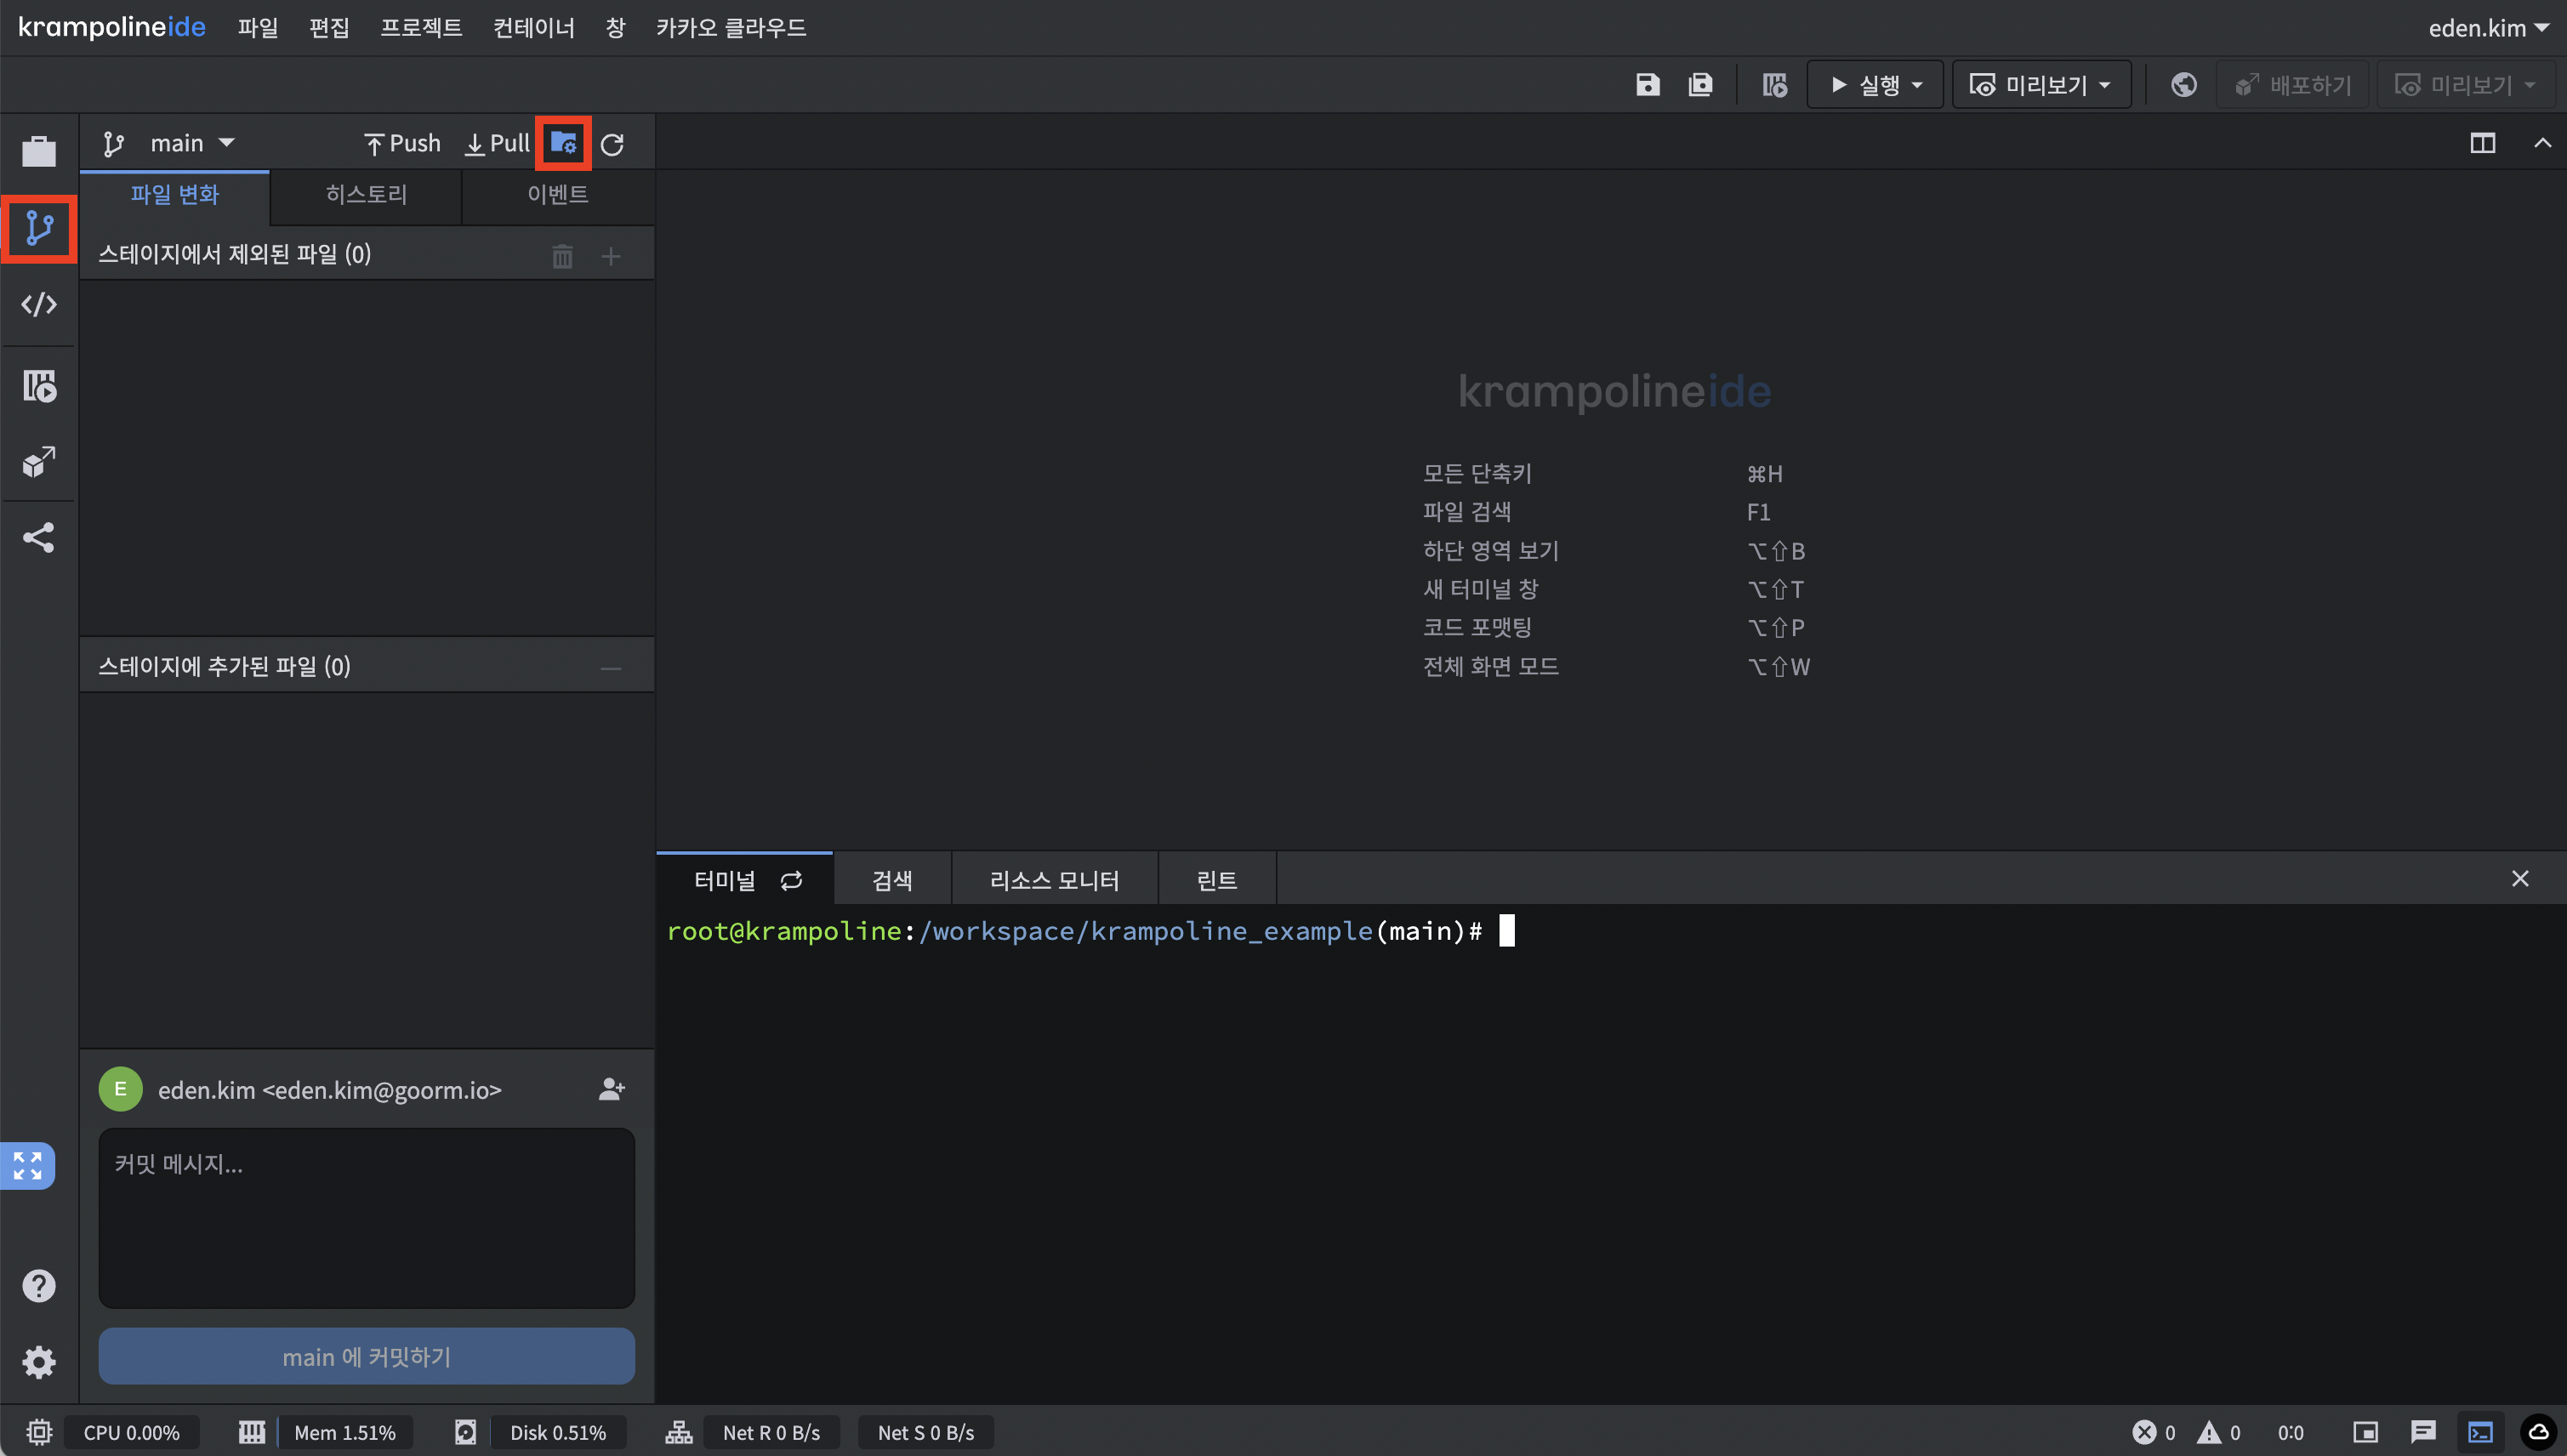 krampolineide 파일 편집 프로젝트 컨테이너 창 카카오 클라우드 eden.kim
실행 미리보기 배포하기 미리보기
main Push Pull
파일 변화 히스토리 이벤트
스테이지에서 제외된 파일 (0)
스테이지에 추가된 파일 (0)
E eden.kim <eden.kim@goorm.io>
커밋 메시지...
main 에 커밋하기
krampolineide
모든 단축키 ⌘H
파일 검색 F1
하단 영역 보기 ⌥⇧B
새 터미널 창 ⌥⇧T
코드 포맷팅 ⌥⇧P
전체 화면 모드 ⌥⇧W
터미널 검색 리소스 모니터 린트
root@krampoline:/workspace/krampoline_example(main)#
CPU 0.00% Mem 1.51% Disk 0.51% Net R 0 B/s Net S 0 B/s 0 0 0:0